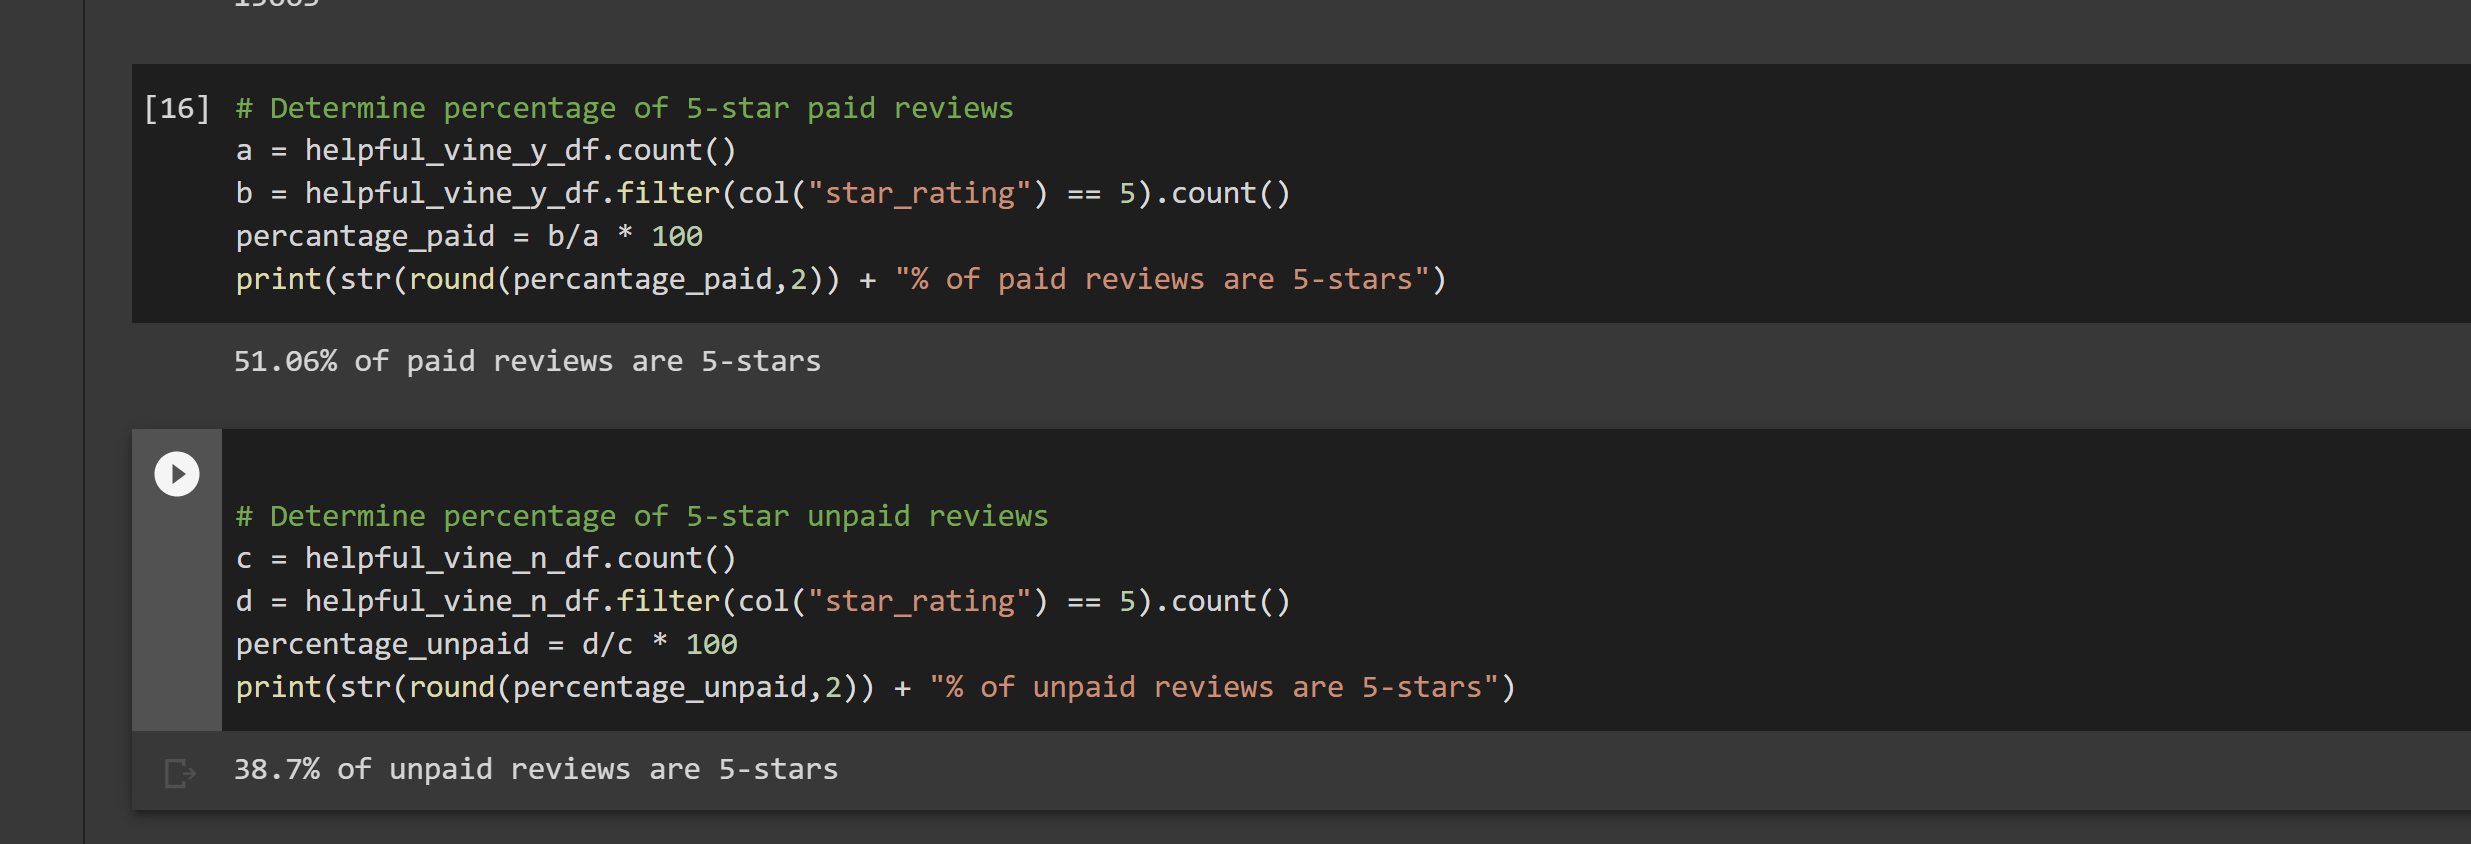 [16] # Determine percentage of 5-star paid reviews
a = helpful_vine_y_df.count()
b = helpful_vine_y_df.filter(col("star_rating") == 5).count()
percantage_paid = b/a * 100
print(str(round(percantage_paid,2)) + "% of paid reviews are 5-stars")
51.06% of paid reviews are 5-stars
# Determine percentage of 5-star unpaid reviews
c = helpful_vine_n_df.count()
d = helpful_vine_n_df.filter(col("star_rating") == 5).count()
percentage_unpaid = d/c * 100
print(str(round(percentage_unpaid,2)) + "% of unpaid reviews are 5-stars")
38.7% of unpaid reviews are 5-stars